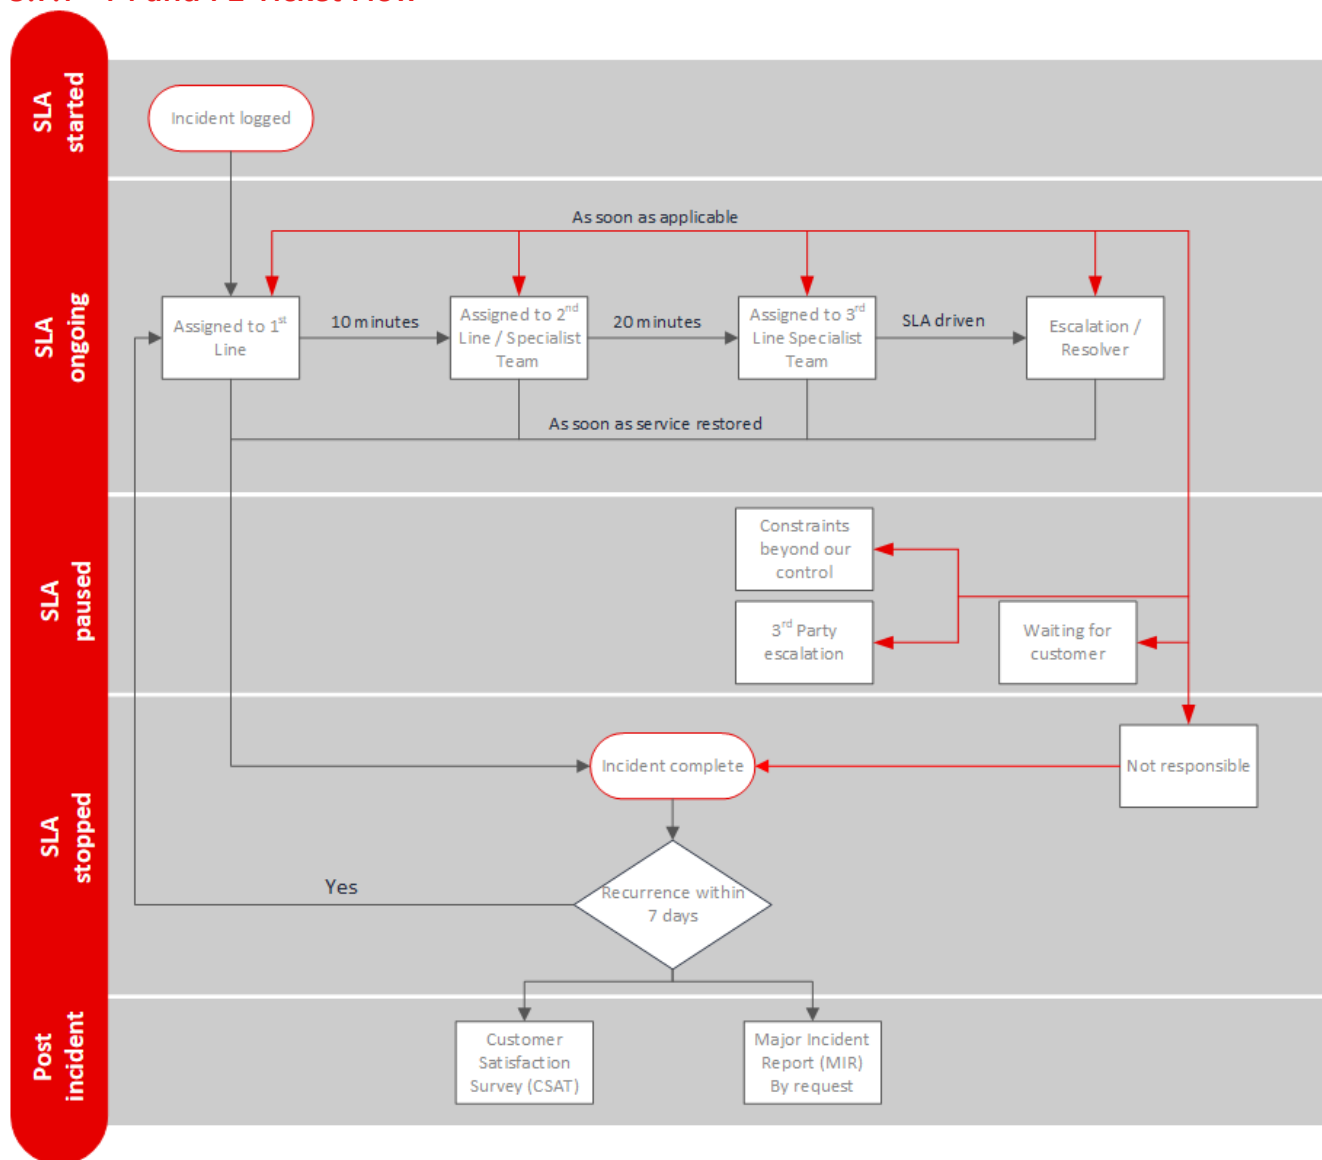 SLA
started
Incident logged
As soon as applicable
SLA
ongoing
Assigned to 1st
Line
10 minutes
Assigned to 2nd
Line / Specialist
Team
20 minutes
Assigned to 3rd
Line Specialist
Team
SLA driven
Escalation /
Resolver
As soon as service restored
SLA
paused
Constraints
beyond our
control
3rd Party
escalation
Waiting for
customer
SLA
stopped
Incident complete
Not responsible
Yes
Recurrence within
7 days
Post
incident
Customer
Satisfaction
Survey (CSAT)
Major Incident
Report (MIR)
By request